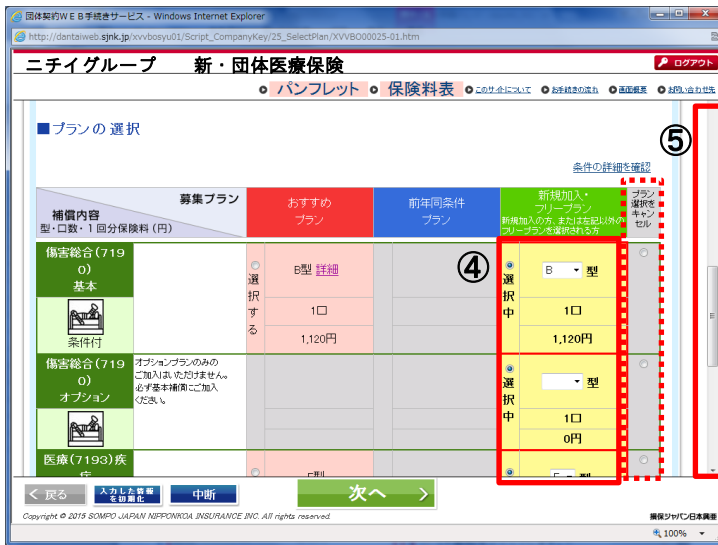 団体契約ＷＥＢ手続きサービス - Windows Internet Explorer
http://dantaiweb.sjnk.jp/xvvbosyu01/Script_CompanyKey/25_SelectPlan/XVVBO00025-01.htm
ニチイグループ 新・団体医療保険
ログアウト
パンフレット 保険料表 このサイトについて お手続きの流れ 画面概要 お問い合わせ先
■プランの選択
⑤
条件の詳細を確認
募集プラン
補償内容
型・口数・１回分保険料(円)
おすすめ
プラン
前年同条件
プラン
新規加入・
フリープラン
新規加入の方、または左記以外の
フリープランを選択される方
プラン
選択を
キャン
セル
傷害総合(719
0)
基本
条件付
選択する
B型 詳細
1口
1,120円
④
選択中
B 型
1口
1,120円
傷害総合(719
0)
オプション
オプションプランのみの
ご加入はいただけません。
必ず基本補償にご加入
ください。
選択中
型
1口
0円
医療(7193)疾
< 戻る
入力した情報
を初期化
中断
次へ >
Copyright © 2015 SOMPO JAPAN NIPPONKOA INSURANCE INC. All rights reserved.
損保ジャパン日本興亜
100%